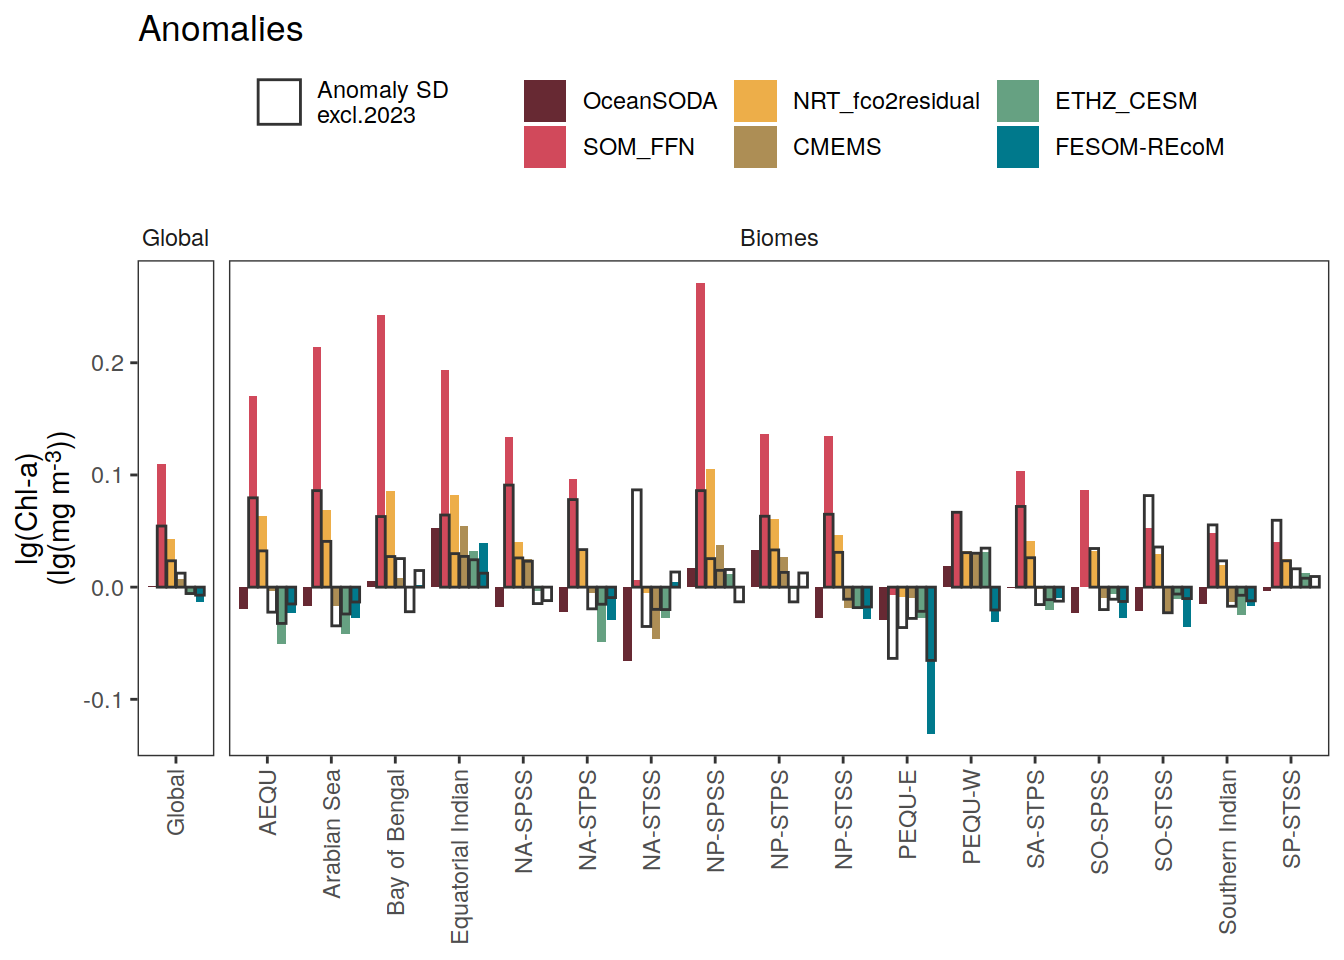 Anomalies
Anomaly SD
excl.2023
OceanSODA
SOM_FFN
NRT_fco2residual
CMEMS
ETHZ_CESM
FESOM-REcoM
Global
Biomes
lg(Chl-a)
(lg(mg m⁻³))
0.2
0.1
0.0
-0.1
Global
AEQU
Arabian Sea
Bay of Bengal
Equatorial Indian
NA-SPSS
NA-STPS
NA-STSS
NP-SPSS
NP-STPS
NP-STSS
PEQU-E
PEQU-W
SA-STPS
SO-SPSS
SO-STSS
Southern Indian
SP-STSS